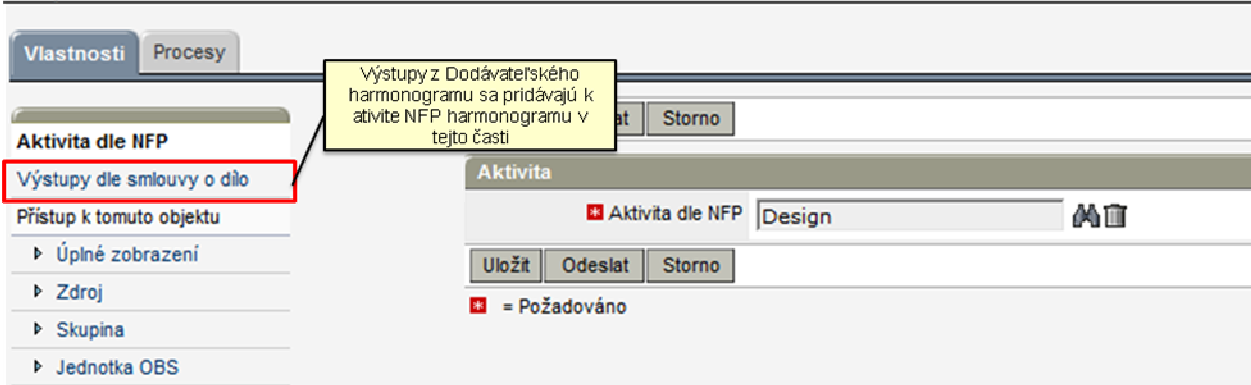 Vlastnosti Procesy
Výstupy z Dodávateľského
harmonogramu sa pridávajú k
ativite NFP harmonogramu v
tejto časti
at Storno
Aktivita dle NFP
Výstupy dle smlouvy o dílo
Přístup k tomuto objektu
Úplné zobrazení
Zdroj
Skupina
Jednotka OBS
Aktivita
* Aktivita dle NFP Design
Uložit Odeslat Storno
* = Požadováno